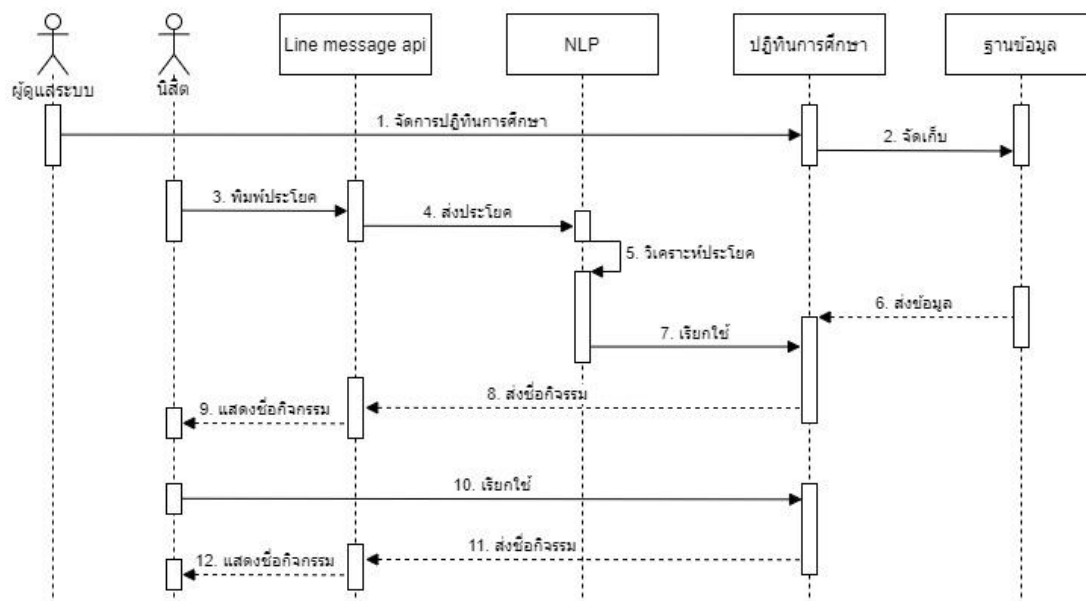 Line message api
NLP
ปฏิทินการศึกษา
ฐานข้อมูล
ผู้ดูแลระบบ
นิสิต
1. จัดการปฏิทินการศึกษา
2. จัดเก็บ
3. พิมพ์ประโยค
4. ส่งประโยค
5. วิเคราะห์ประโยค
6. ส่งข้อมูล
7. เรียกใช้
8. ส่งชื่อกิจกรรม
9. แสดงชื่อกิจกรรม
10. เรียกใช้
11. ส่งชื่อกิจกรรม
12. แสดงชื่อกิจกรรม